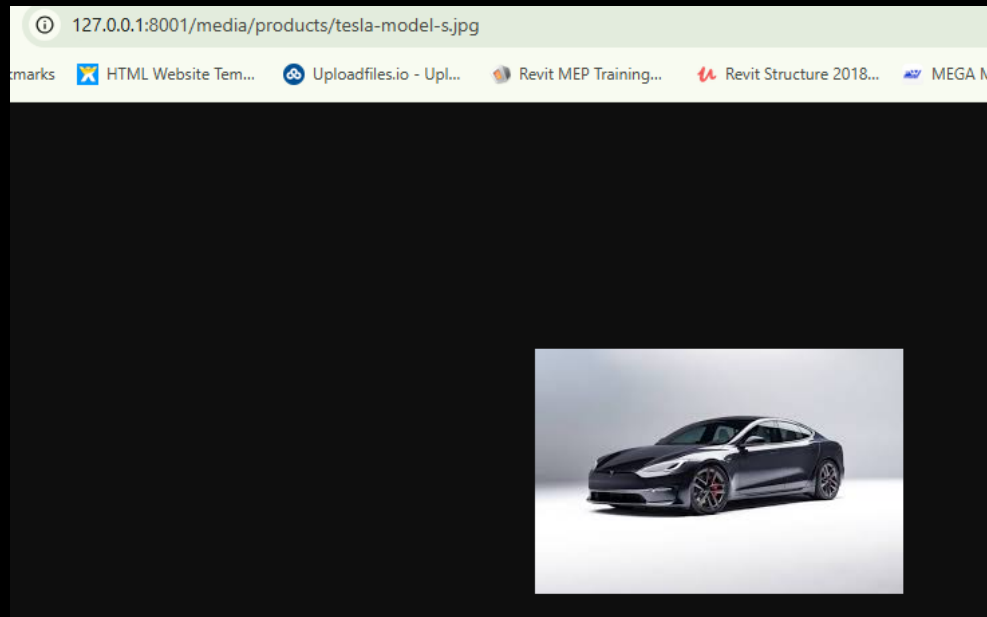 127.0.0.1:8001/media/products/tesla-model-s.jpg
kmarks HTML Website Tem... Uploadfiles.io - Upl... Revit MEP Training... Revit Structure 2018... MEGA M